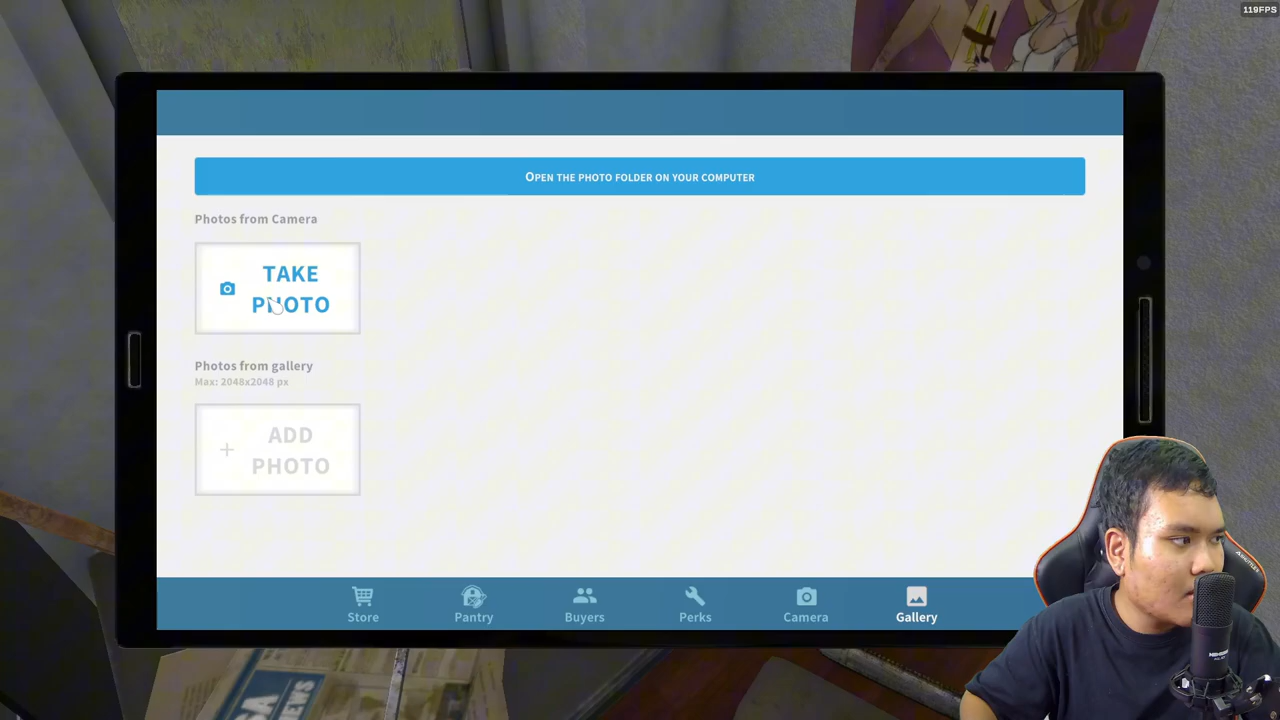 119FPS
OPEN THE PHOTO FOLDER ON YOUR COMPUTER
Photos from Camera
TAKE
PHOTO
Photos from gallery
Max: 2048x2048 px
ADD
PHOTO
Store
Pantry
Buyers
Perks
Camera
Gallery